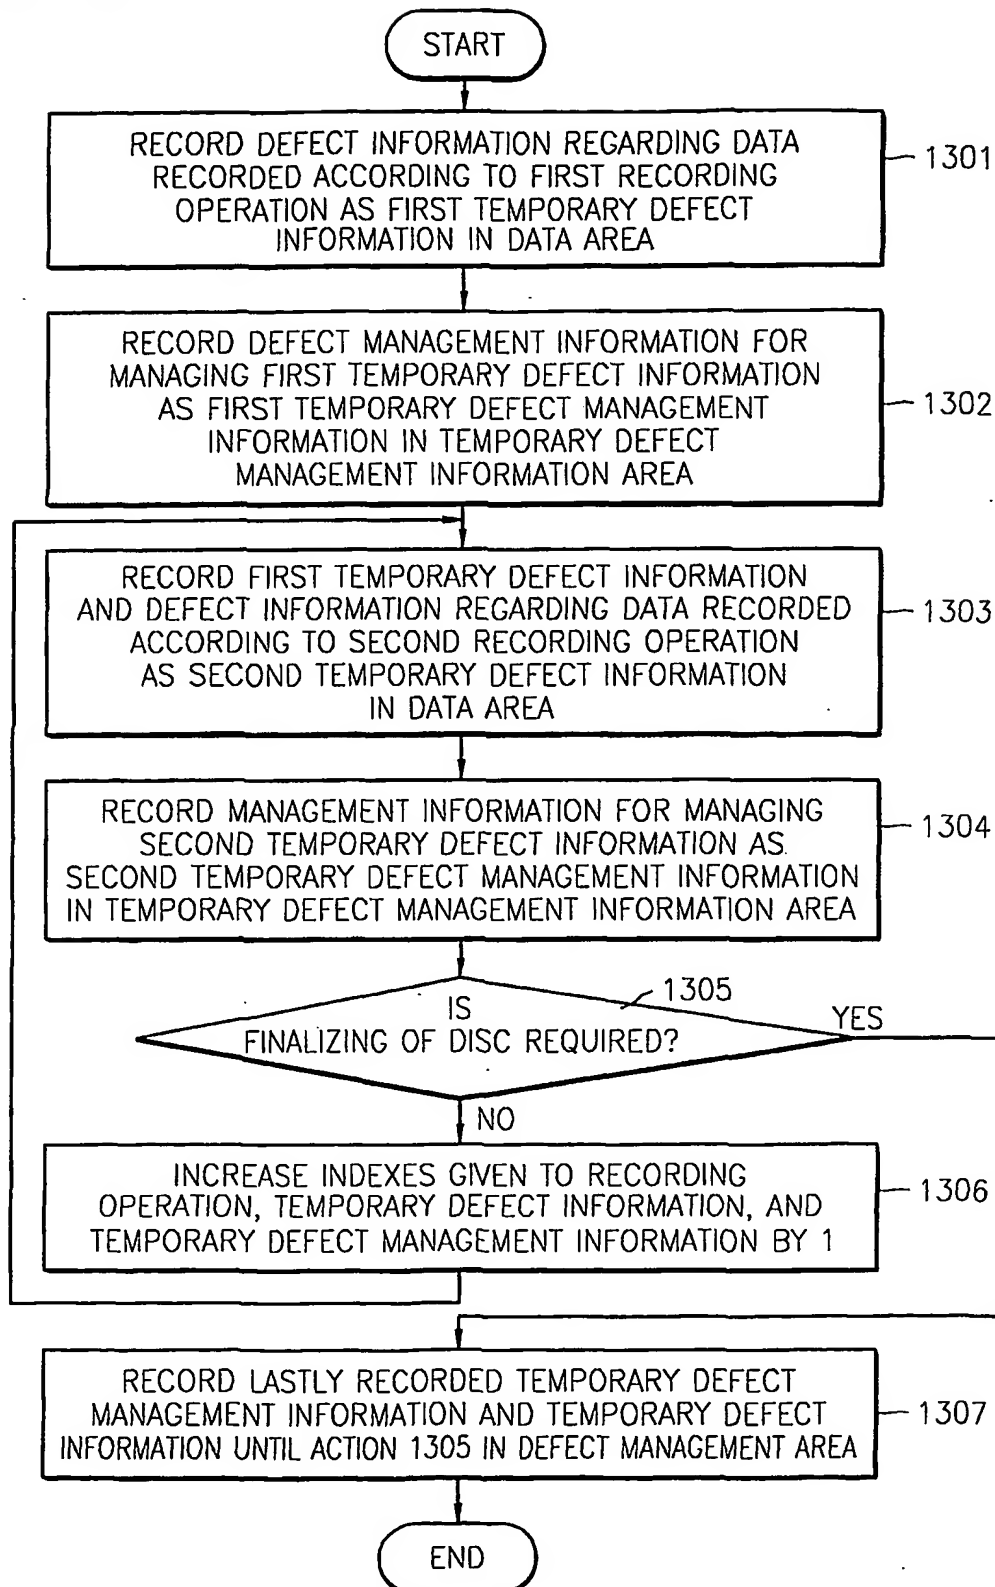 START
RECORD DEFECT INFORMATION REGARDING DATA
RECORDED ACCORDING TO FIRST RECORDING
OPERATION AS FIRST TEMPORARY DEFECT
INFORMATION IN DATA AREA
1301
RECORD DEFECT MANAGEMENT INFORMATION FOR
MANAGING FIRST TEMPORARY DEFECT INFORMATION
AS FIRST TEMPORARY DEFECT MANAGEMENT
INFORMATION IN TEMPORARY DEFECT
MANAGEMENT INFORMATION AREA
1302
RECORD FIRST TEMPORARY DEFECT INFORMATION
AND DEFECT INFORMATION REGARDING DATA RECORDED
ACCORDING TO SECOND RECORDING OPERATION
AS SECOND TEMPORARY DEFECT INFORMATION
IN DATA AREA
1303
RECORD MANAGEMENT INFORMATION FOR MANAGING
SECOND TEMPORARY DEFECT INFORMATION AS
SECOND TEMPORARY DEFECT MANAGEMENT INFORMATION
IN TEMPORARY DEFECT MANAGEMENT INFORMATION AREA
1304
1305
IS
FINALIZING OF DISC REQUIRED?
YES
NO
INCREASE INDEXES GIVEN TO RECORDING
OPERATION, TEMPORARY DEFECT INFORMATION, AND
TEMPORARY DEFECT MANAGEMENT INFORMATION BY 1
1306
RECORD LASTLY RECORDED TEMPORARY DEFECT
MANAGEMENT INFORMATION AND TEMPORARY DEFECT
INFORMATION UNTIL ACTION 1305 IN DEFECT MANAGEMENT AREA
1307
END